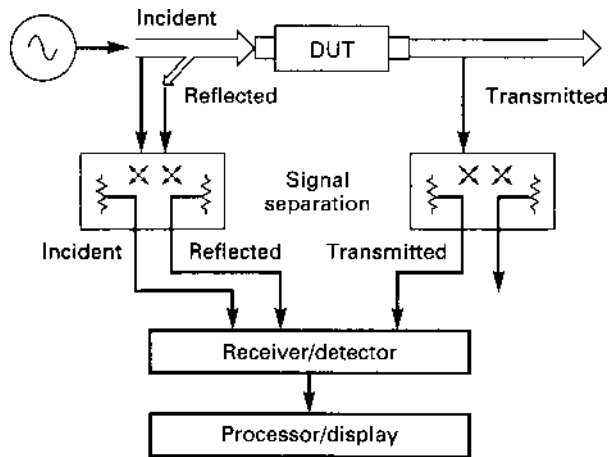 Incident
DUT
Reflected
Transmitted
Signal
separation
Incident
Reflected
Transmitted
Receiver/detector
Processor/display